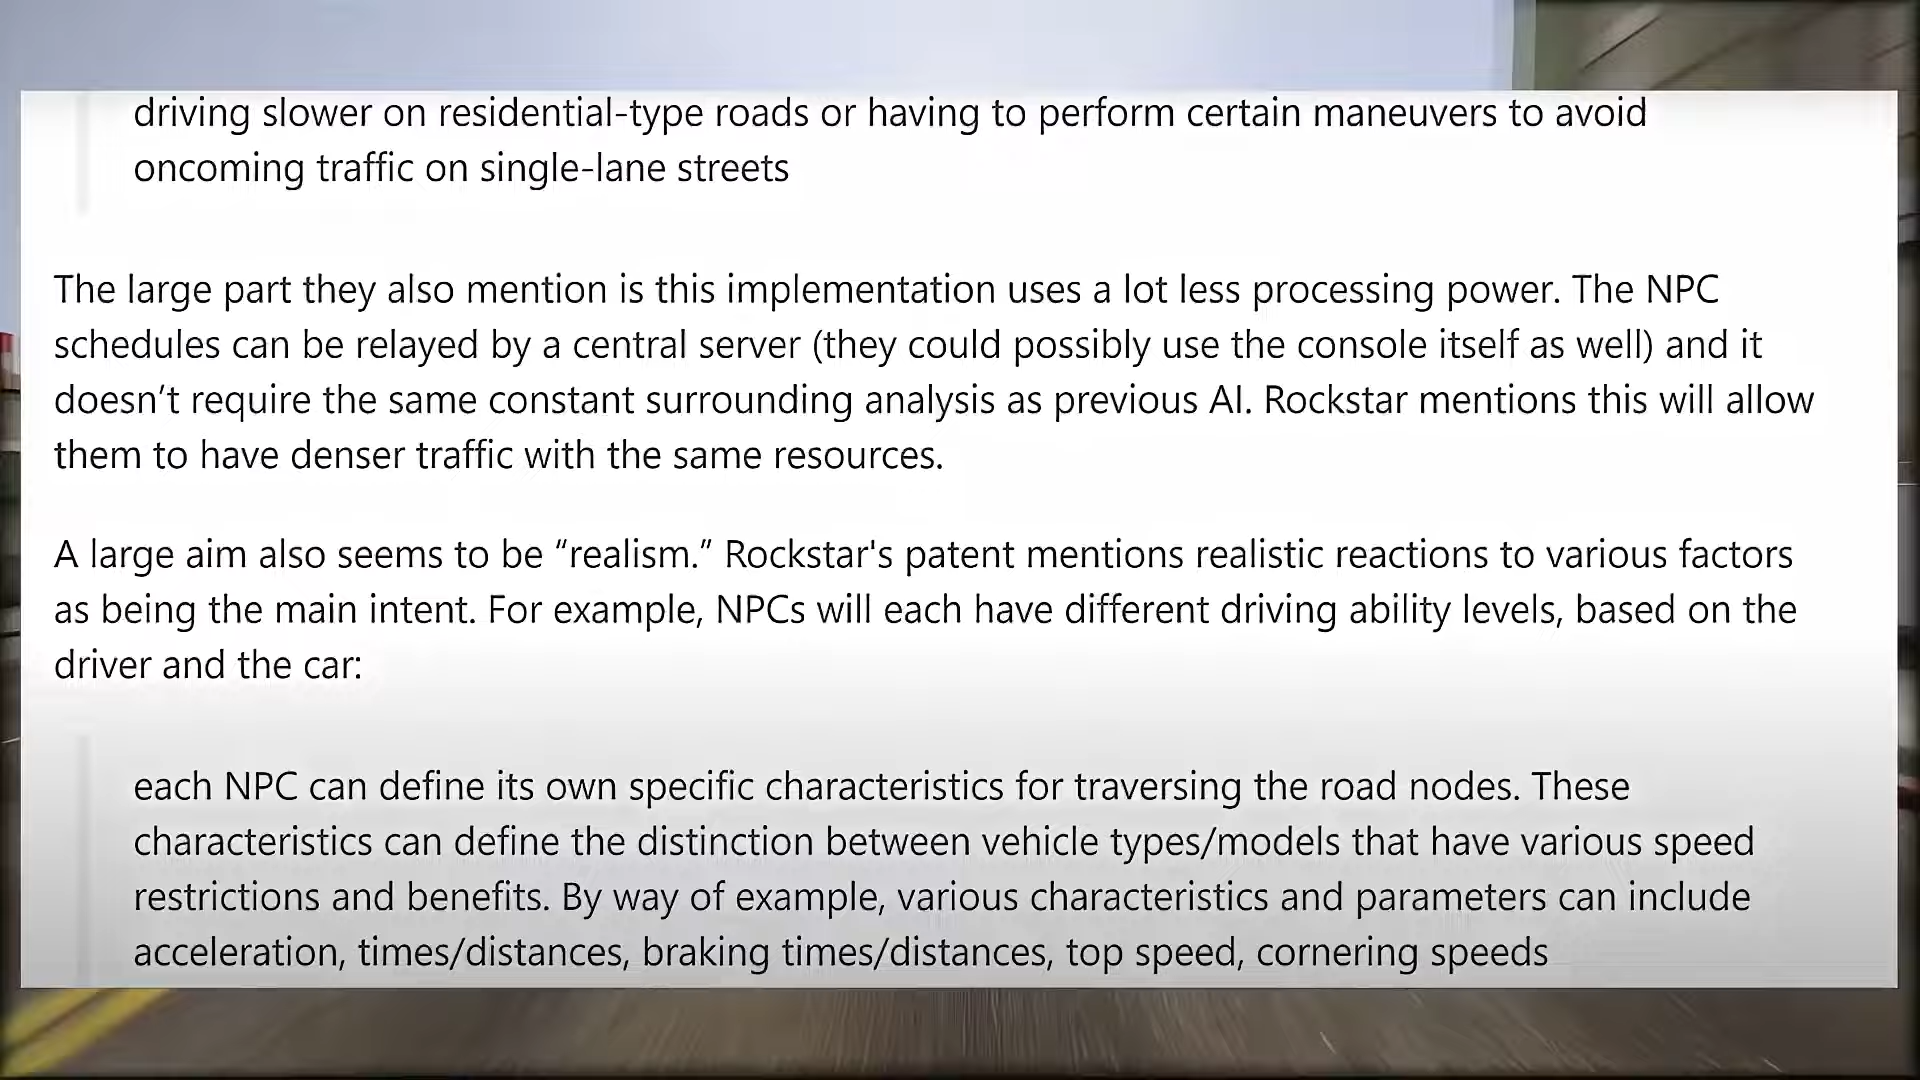 driving slower on residential-type roads or having to perform certain maneuvers to avoid
oncoming traffic on single-lane streets
The large part they also mention is this implementation uses a lot less processing power. The NPC
schedules can be relayed by a central server (they could possibly use the console itself as well) and it
doesn’t require the same constant surrounding analysis as previous AI. Rockstar mentions this will allow
them to have denser traffic with the same resources.
A large aim also seems to be “realism.” Rockstar's patent mentions realistic reactions to various factors
as being the main intent. For example, NPCs will each have different driving ability levels, based on the
driver and the car:
each NPC can define its own specific characteristics for traversing the road nodes. These
characteristics can define the distinction between vehicle types/models that have various speed
restrictions and benefits. By way of example, various characteristics and parameters can include
acceleration, times/distances, braking times/distances, top speed, cornering speeds